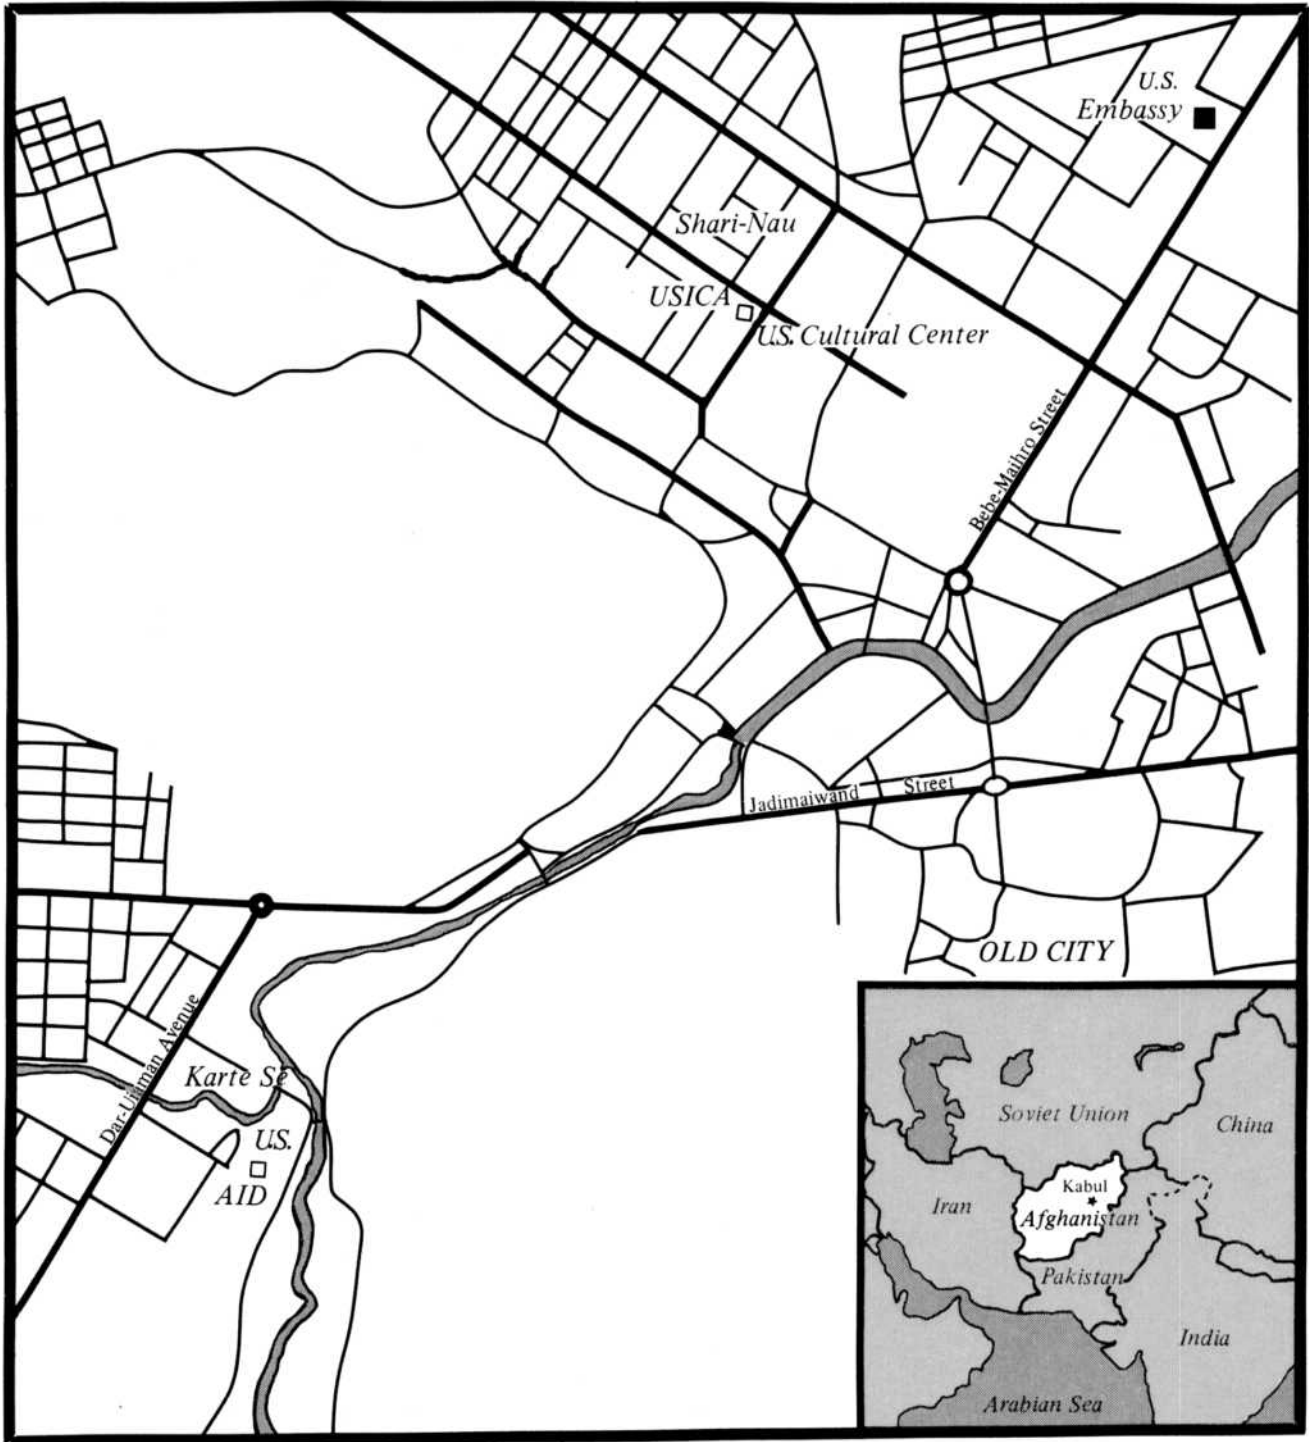 U.S.
Embassy
Shari-Nau
USICA
U.S. Cultural Center
Bebe-Maihro Street
Jadimaiwand Street
OLD CITY
Dar-Ulaman Avenue
Karte Se
U.S.
AID
Soviet Union
China
Kabul
Iran
Afghanistan
Pakistan
India
Arabian Sea